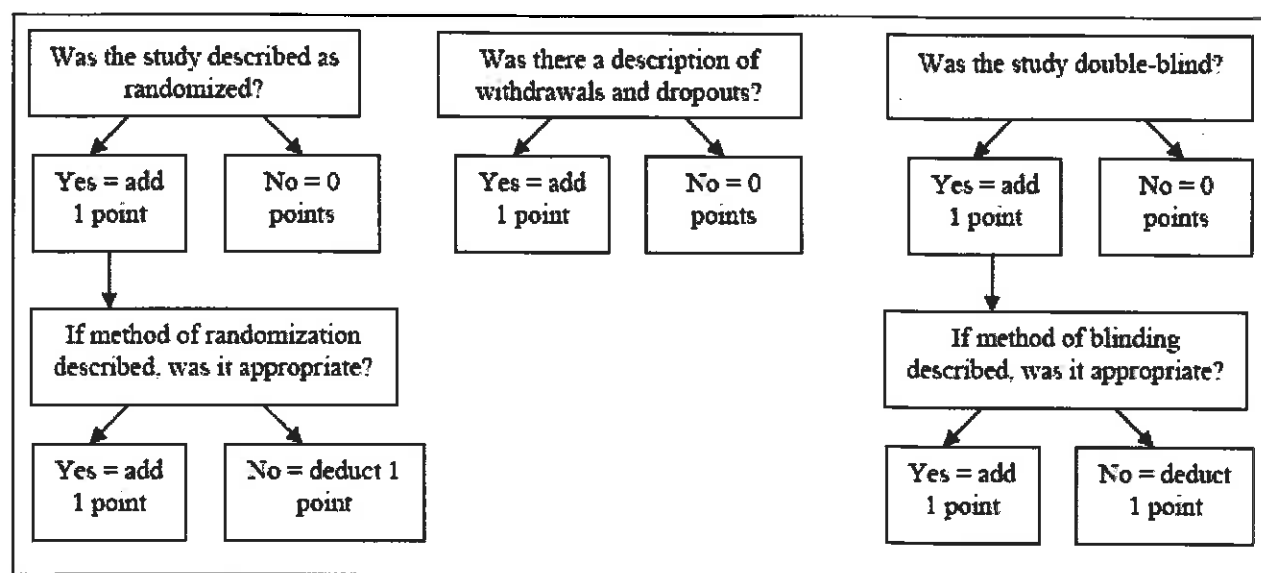 Was the study described as
randomized?
Yes = add
1 point
No = 0
points
If method of randomization
described, was it appropriate?
Yes = add
1 point
No = deduct 1
point
Was there a description of
withdrawals and dropouts?
Yes = add
1 point
No = 0
points
Was the study double-blind?
Yes = add
1 point
No = 0
points
If method of blinding
described, was it appropriate?
Yes = add
1 point
No = deduct
1 point